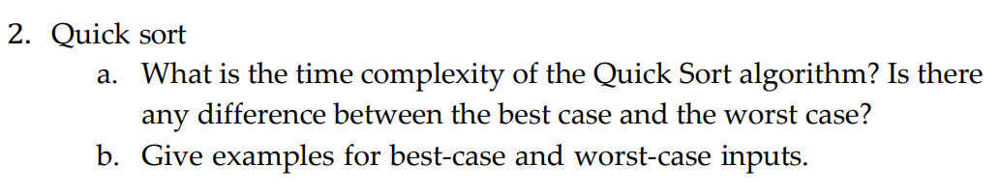 2. Quick sort
a. What is the time complexity of the Quick Sort algorithm? Is there
any difference between the best case and the worst case?
b. Give examples for best-case and worst-case inputs.